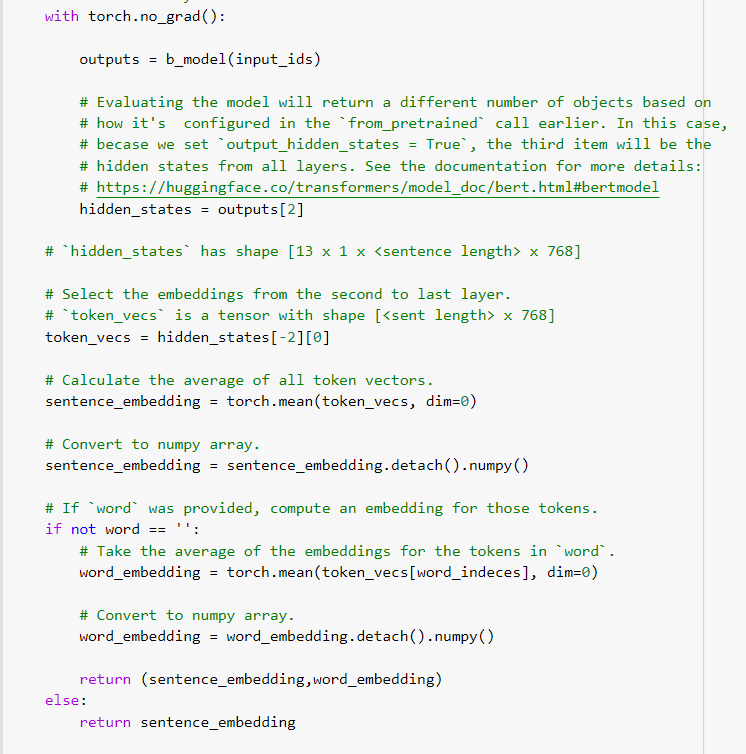 with torch.no_grad():
outputs = b_model(input_ids)
# Evaluating the model will return a different number of objects based on
# how it's  configured in the `from_pretrained` call earlier. In this case,
# becase we set `output_hidden_states = True`, the third item will be the
# hidden states from all layers. See the documentation for more details:
# https://huggingface.co/transformers/model_doc/bert.html#bertmodel
hidden_states = outputs[2]
# `hidden_states` has shape [13 x 1 x <sentence length> x 768]
# Select the embeddings from the second to last layer.
# `token_vecs` is a tensor with shape [<sent length> x 768]
token_vecs = hidden_states[-2][0]
# Calculate the average of all token vectors.
sentence_embedding = torch.mean(token_vecs, dim=0)
# Convert to numpy array.
sentence_embedding = sentence_embedding.detach().numpy()
# If `word` was provided, compute an embedding for those tokens.
if not word == '':
# Take the average of the embeddings for the tokens in `word`.
word_embedding = torch.mean(token_vecs[word_indeces], dim=0)
# Convert to numpy array.
word_embedding = word_embedding.detach().numpy()
return (sentence_embedding,word_embedding)
else:
return sentence_embedding